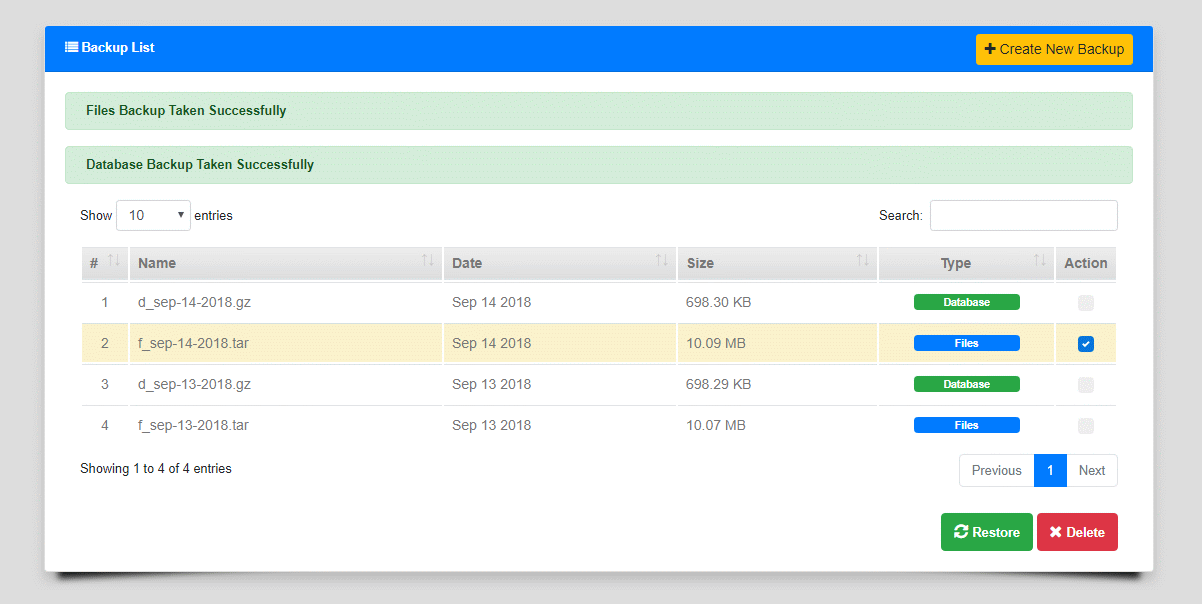 Backup List
Create New Backup
Files Backup Taken Successfully
Database Backup Taken Successfully
Show 10 entries Search:
# Name Date Size Type Action
1 d_sep-14-2018.gz Sep 14 2018 698.30 KB Database
2 f_sep-14-2018.tar Sep 14 2018 10.09 MB Files
3 d_sep-13-2018.gz Sep 13 2018 698.29 KB Database
4 f_sep-13-2018.tar Sep 13 2018 10.07 MB Files
Showing 1 to 4 of 4 entries Previous 1 Next
Restore Delete